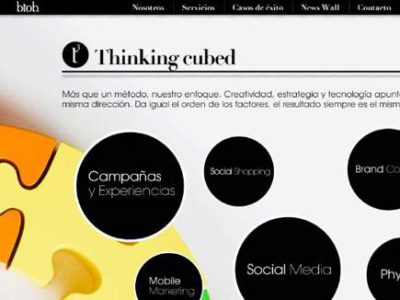 btob
Nosotros
Servicios
Casos de éxito
News Wall
Contacto
t3
Thinking cubed
Más que un método, nuestro enfoque. Creatividad, estrategia y tecnología apunt
misma dirección. Da igual el orden de los factores, el resultado siempre es el mism
Campañas
y Experiencias
Social Shopping
Brand Co
Mobile
Marketing
Social Media
Phy